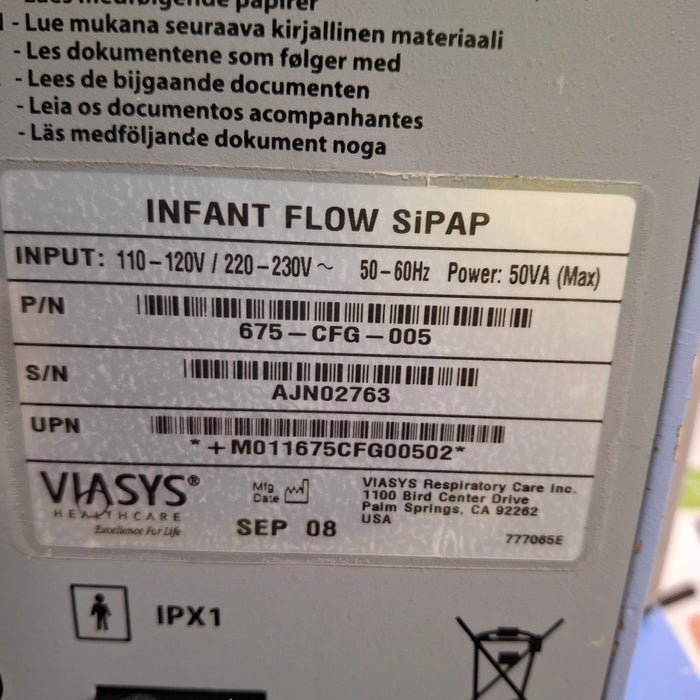 - Lue mukana seuraava kirjallinen materiaali
- Les dokumentene som følger med
- Lees de bijgaande documenten
- Leia os documentos acompanhantes
- Läs medföljande dokument noga
INFANT FLOW SiPAP
INPUT: 110-120V / 220-230V ~ 50-60Hz Power: 50VA (Max)
P/N
675-CFG-005
S/N
AJN02763
UPN
*+M011675CFG00502*
VIASYS®
HEALTHCARE
Excellence For Life
Mfg
Date
SEP 08
VIASYS Respiratory Care Inc.
1100 Bird Center Drive
Palm Springs, CA 92262
USA
777065E
IPX1